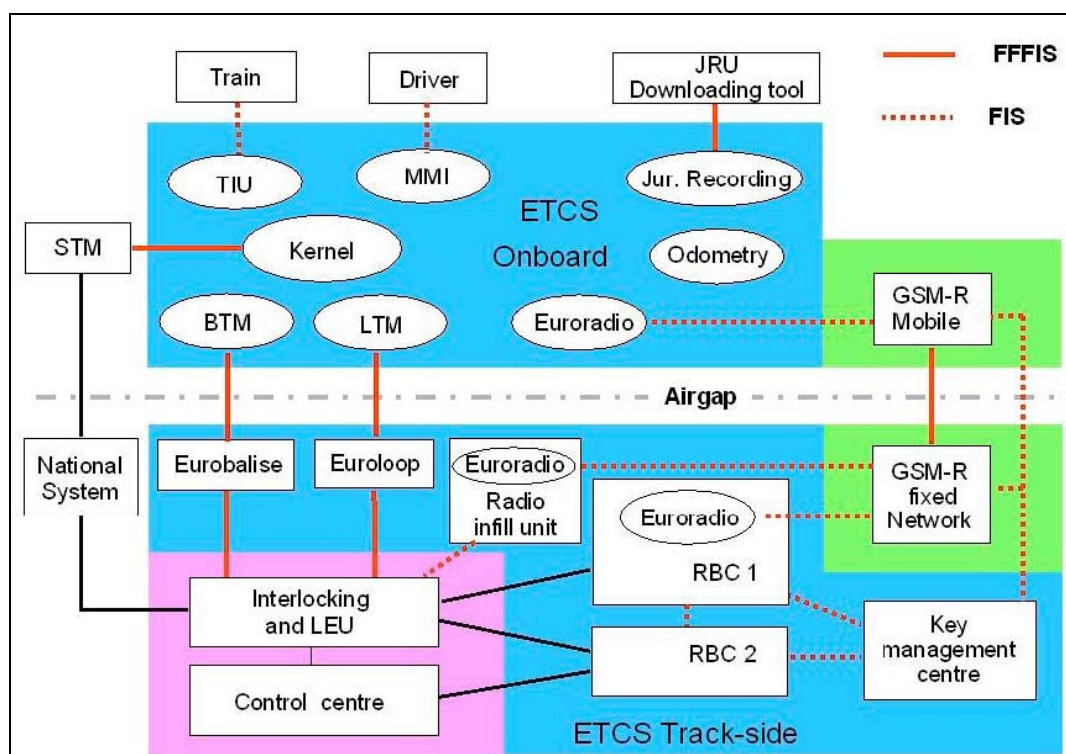 Train
Driver
JRU
Downloading tool
FFFIS
FIS
TIU
MMI
Jur. Recording
ETCS
Onboard
STM
Kernel
Odometry
BTM
LTM
Euroradio
GSM-R
Mobile
Airgap
National
System
Eurobalise
Euroloop
Euroradio
Radio
infill unit
GSM-R
fixed
Network
Euroradio
RBC 1
Interlocking
and LEU
RBC 2
Key
management
centre
Control centre
ETCS Track-side